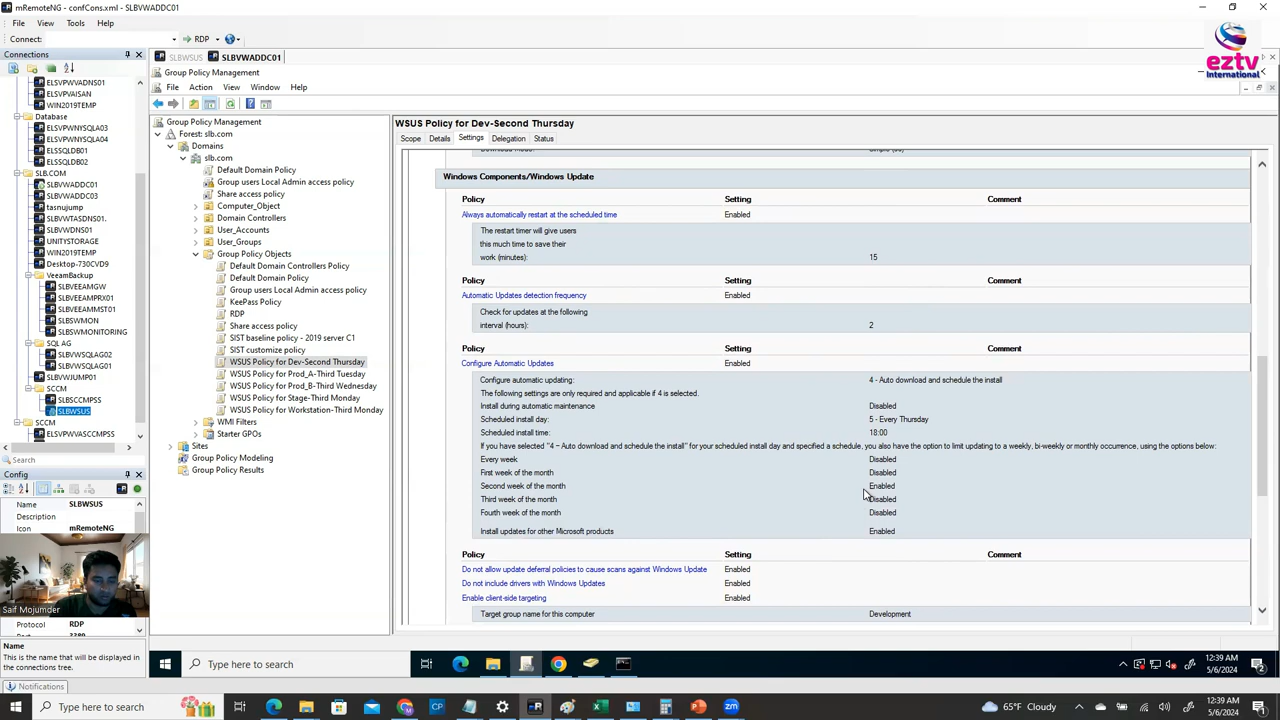 mRemoteNG - confCons.xml - SLBVWADDC01
File View Tools Help
Connect: RDP
eztv
International
Connections
ELSVPWVADNS01
ELSVPWVAISAN
WIN2019TEMP
Database
ELSVPWVNYSQLA03
ELSVPWVNYSQLA04
ELSSQLDB01
ELSSQLDB02
SLB.COM
SLBVWADDC01
SLBVWADDC03
tasnujump
SLBVWTASDNS01.
SLBVWDNS01
UNITYSTORAGE
WIN2019TEMP
Desktop-730CVD9
VeeamBackup
SLBVEEAMGW
SLBVEEAMPRX01
SLBVEEAMMST01
SLBVSWMON
SLBSWMONITORING
SQL AG
SLBVWSQLAG02
SLBVWSQLAG01
SLBVWJUMP01
SCCM
SLBSCCMPSS
SLBWSUS
SCCM
ELSVPWVASCCMPSS
Search
Config
Name SLBWSUS
Description
Icon mRemoteNG
Saif Mojumder
Protocol RDP
Port 3389
Name
This is the name that will be displayed in the connections tree.
Notifications
SLBWSUS SLBVWADDC01
Group Policy Management
File Action View Window Help
Group Policy Management
Forest: slb.com
Domains
slb.com
Default Domain Policy
Group users Local Admin access policy
Share access policy
Computer_Object
Domain Controllers
User_Accounts
User_Groups
Group Policy Objects
Default Domain Controllers Policy
Default Domain Policy
Group users Local Admin access policy
KeePass Policy
RDP
Share access policy
SIST baseline policy - 2019 server C1
SIST customize policy
WSUS Policy for Dev-Second Thursday
WSUS Policy for Prod_A-Third Tuesday
WSUS Policy for Prod_B-Third Wednesday
WSUS Policy for Stage-Third Monday
WSUS Policy for Workstation-Third Monday
WMI Filters
Starter GPOs
Sites
Group Policy Modeling
Group Policy Results
WSUS Policy for Dev-Second Thursday
Scope Details Settings Delegation Status
Windows Components/Windows Update
Policy Setting Comment
Always automatically restart at the scheduled time Enabled
The restart timer will give users
this much time to save their
work (minutes): 15
Policy Setting Comment
Automatic Updates detection frequency Enabled
Check for updates at the following
interval (hours): 2
Policy Setting Comment
Configure Automatic Updates Enabled
Configure automatic updating: 4 - Auto download and schedule the install
The following settings are only required and applicable if 4 is selected.
Install during automatic maintenance Disabled
Scheduled install day: 5 - Every Thursday
Scheduled install time: 18:00
If you have selected "4 – Auto download and schedule the install" for your scheduled install day and specified a schedule, you also have the option to limit updating to a weekly, bi-weekly or monthly occurrence, using the options below:
Every week Disabled
First week of the month Disabled
Second week of the month Enabled
Third week of the month Disabled
Fourth week of the month Disabled
Install updates for other Microsoft products Enabled
Policy Setting Comment
Do not allow update deferral policies to cause scans against Windows Update Enabled
Do not include drivers with Windows Updates Enabled
Enable client-side targeting Enabled
Target group name for this computer Development
Type here to search
12:39 AM
5/6/2024
Type here to search
65°F Cloudy
12:39 AM
5/6/2024